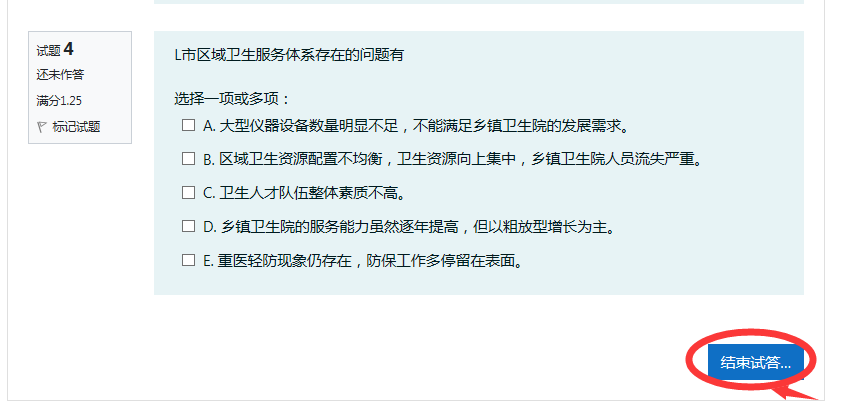 试题 4
还未作答
满分1.25
标记试题
L市区域卫生服务体系存在的问题有
选择一项或多项：
A. 大型仪器设备数量明显不足，不能满足乡镇卫生院的发展需求。
B. 区域卫生资源配置不均衡，卫生资源向上集中，乡镇卫生院人员流失严重。
C. 卫生人才队伍整体素质不高。
D. 乡镇卫生院的服务能力虽然逐年提高，但以粗放型增长为主。
E. 重医轻防现象仍存在，防保工作多停留在表面。
结束试答...